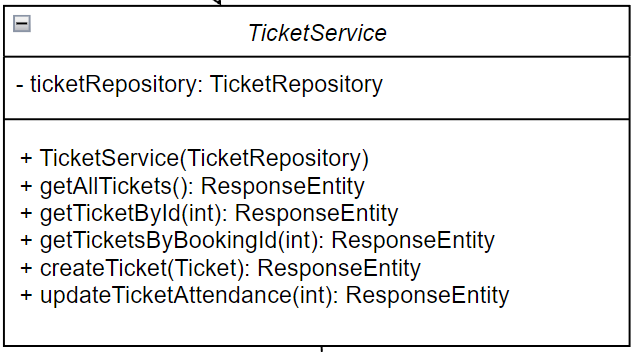 TicketService
- ticketRepository: TicketRepository
+ TicketService(TicketRepository)
+ getAllTickets(): ResponseEntity
+ getTicketById(int): ResponseEntity
+ getTicketsByBookingId(int): ResponseEntity
+ createTicket(Ticket): ResponseEntity
+ updateTicketAttendance(int): ResponseEntity